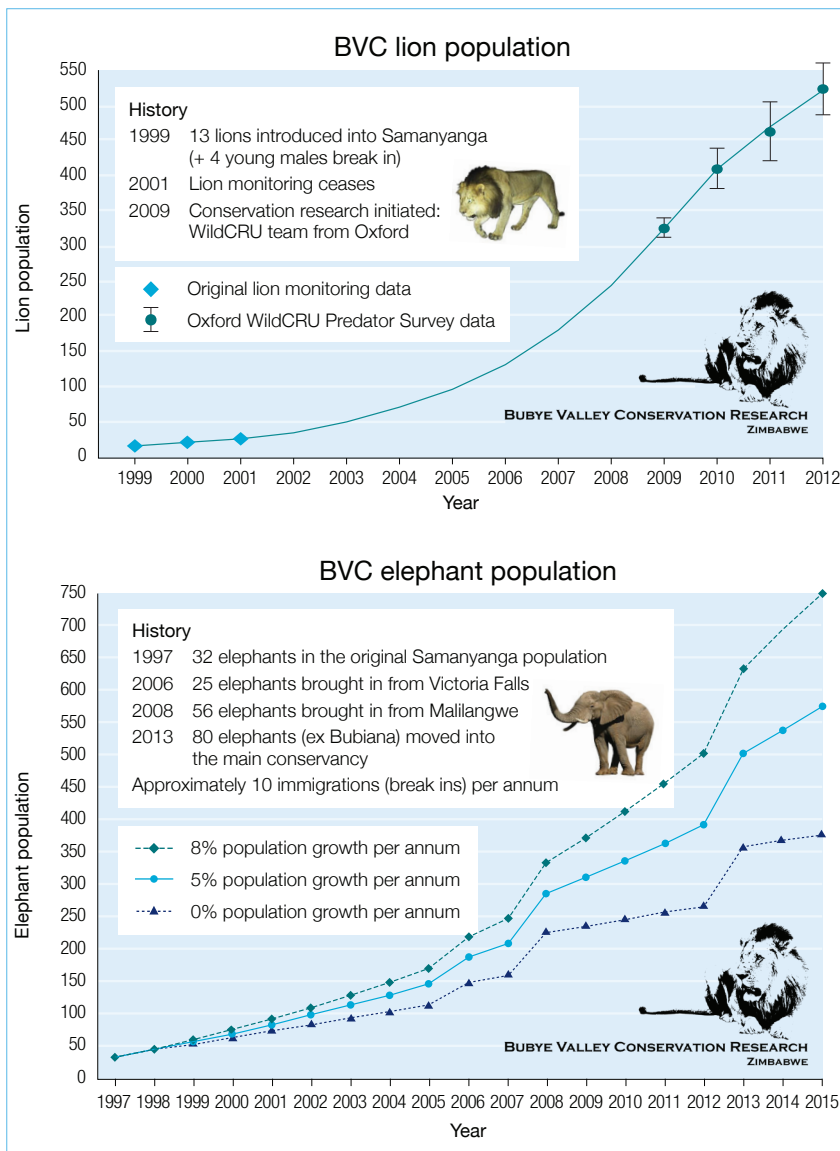 BVC lion population
550
500
450
400
350
300
250
200
150
100
50
0
Lion population
History
1999 13 lions introduced into Samanyanga
(+ 4 young males break in)
2001 Lion monitoring ceases
2009 Conservation research initiated:
WildCRU team from Oxford
Original lion monitoring data
Oxford WildCRU Predator Survey data
BUBYE VALLEY CONSERVATION RESEARCH
ZIMBABWE
1999 2000 2001 2002 2003 2004 2005 2006 2007 2008 2009 2010 2011 2012
Year
BVC elephant population
750
700
650
600
550
500
450
400
350
300
250
200
150
100
50
0
Elephant population
History
1997 32 elephants in the original Samanyanga population
2006 25 elephants brought in from Victoria Falls
2008 56 elephants brought in from Malilangwe
2013 80 elephants (ex Bubiana) moved into
the main conservancy
Approximately 10 immigrations (break ins) per annum
8% population growth per annum
5% population growth per annum
0% population growth per annum
BUBYE VALLEY CONSERVATION RESEARCH
ZIMBABWE
1997 1998 1999 2000 2001 2002 2003 2004 2005 2006 2007 2008 2009 2010 2011 2012 2013 2014 2015
Year